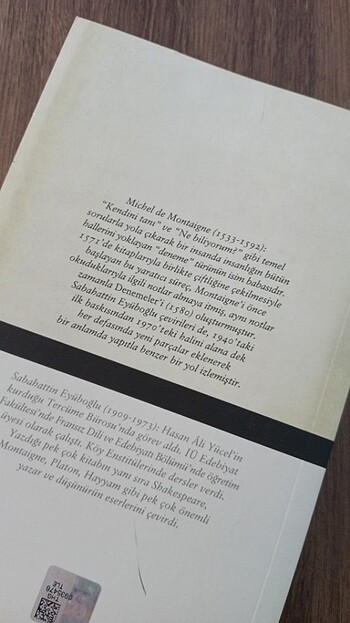 Michel de Montaigne (1533-1592):
“Kendini tanı” ve “Ne biliyorum?” gibi temel
sorularla yola çıkarak bir insanda insanlığın bütün
hallerini yoklayan “deneme” türünün isim babasıdır.
1571'de kitaplarıyla birlikte çiftliğine çekilmesiyle
başlayan bu yaratıcı süreç, Montaigne'i önce
okuduklarıyla ilgili notlar almaya itmiş, aynı notlar
zamanla Denemeler'i (1580) oluşturmuştur.
Sabahattin Eyüboğlu çevirileri de, 1940'taki
ilk baskısından 1970'teki halini alana dek
her defasında yeni parçalar eklenerek
bir anlamda yapıtla benzer bir yol izlemiştir.
Sabahattin Eyüboğlu (1909-1973): Hasan Âli Yücel'in
kurduğu Tercüme Bürosu'nda görev aldı. İÜ Edebiyat
Fakültesi'nde Fransız Dili ve Edebiyatı Bölümü'nde öğretim
üyesi olarak çalıştı. Köy Enstitülerinde dersler verdi.
Yazdığı pek çok kitabın yanı sıra Shakespeare,
Montaigne, Platon, Hayyam gibi pek çok önemli
yazar ve düşünürün eserlerini çevirdi.